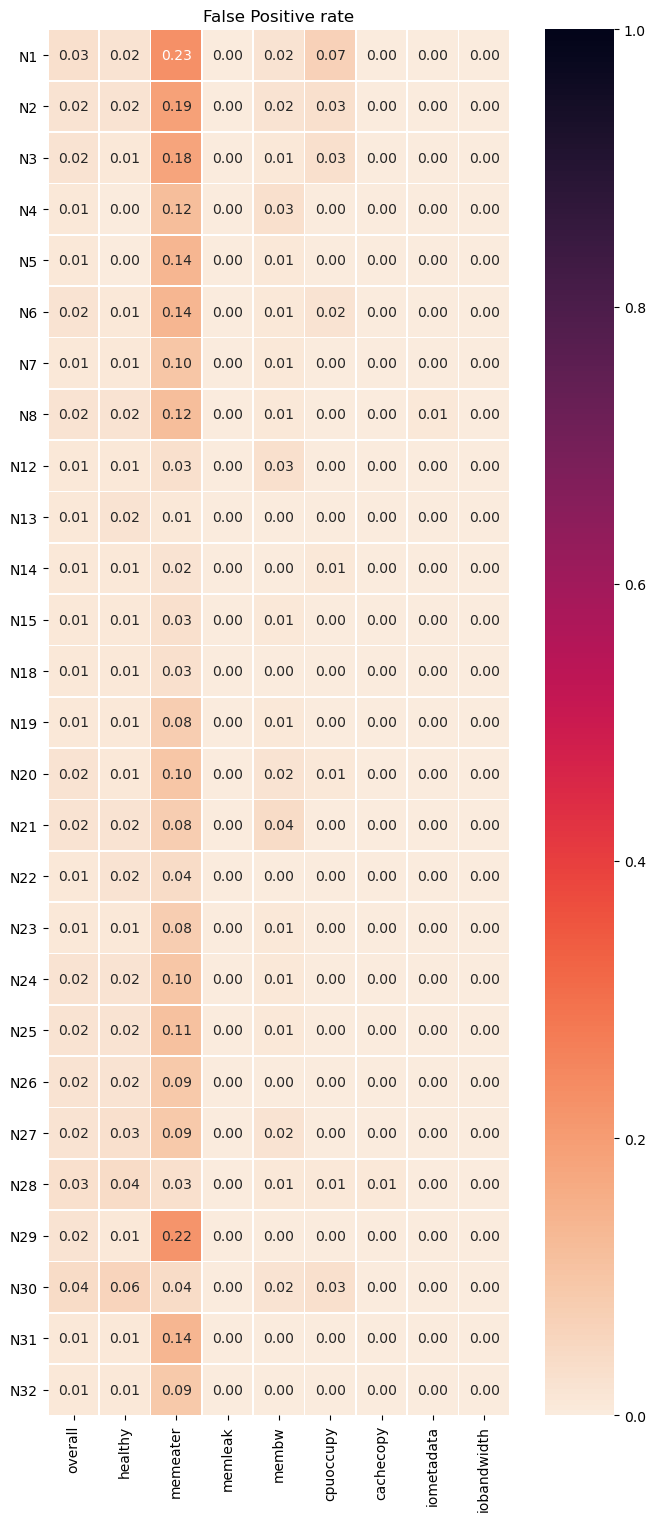 False Positive rate
N1 0.03 0.02 0.23 0.00 0.02 0.07 0.00 0.00 0.00
N2 0.02 0.02 0.19 0.00 0.02 0.03 0.00 0.00 0.00
N3 0.02 0.01 0.18 0.00 0.01 0.03 0.00 0.00 0.00
N4 0.01 0.00 0.12 0.00 0.03 0.00 0.00 0.00 0.00
N5 0.01 0.00 0.14 0.00 0.01 0.00 0.00 0.00 0.00
N6 0.02 0.01 0.14 0.00 0.01 0.02 0.00 0.00 0.00
N7 0.01 0.01 0.10 0.00 0.01 0.00 0.00 0.00 0.00
N8 0.02 0.02 0.12 0.00 0.01 0.00 0.00 0.01 0.00
N12 0.01 0.01 0.03 0.00 0.03 0.00 0.00 0.00 0.00
N13 0.01 0.02 0.01 0.00 0.00 0.00 0.00 0.00 0.00
N14 0.01 0.01 0.02 0.00 0.00 0.01 0.00 0.00 0.00
N15 0.01 0.01 0.03 0.00 0.01 0.00 0.00 0.00 0.00
N18 0.01 0.01 0.03 0.00 0.00 0.00 0.00 0.00 0.00
N19 0.01 0.01 0.08 0.00 0.01 0.00 0.00 0.00 0.00
N20 0.02 0.01 0.10 0.00 0.02 0.01 0.00 0.00 0.00
N21 0.02 0.02 0.08 0.00 0.04 0.00 0.00 0.00 0.00
N22 0.01 0.02 0.04 0.00 0.00 0.00 0.00 0.00 0.00
N23 0.01 0.01 0.08 0.00 0.01 0.00 0.00 0.00 0.00
N24 0.02 0.02 0.10 0.00 0.01 0.00 0.00 0.00 0.00
N25 0.02 0.02 0.11 0.00 0.01 0.00 0.00 0.00 0.00
N26 0.02 0.02 0.09 0.00 0.00 0.00 0.00 0.00 0.00
N27 0.02 0.03 0.09 0.00 0.02 0.00 0.00 0.00 0.00
N28 0.03 0.04 0.03 0.00 0.01 0.01 0.01 0.00 0.00
N29 0.02 0.01 0.22 0.00 0.00 0.00 0.00 0.00 0.00
N30 0.04 0.06 0.04 0.00 0.02 0.03 0.00 0.00 0.00
N31 0.01 0.01 0.14 0.00 0.00 0.00 0.00 0.00 0.00
N32 0.01 0.01 0.09 0.00 0.00 0.00 0.00 0.00 0.00
overall healthy memeater memleak membw cpuoccupy cachecopy iometadata iobandwidth
1.0
0.8
0.6
0.4
0.2
0.0